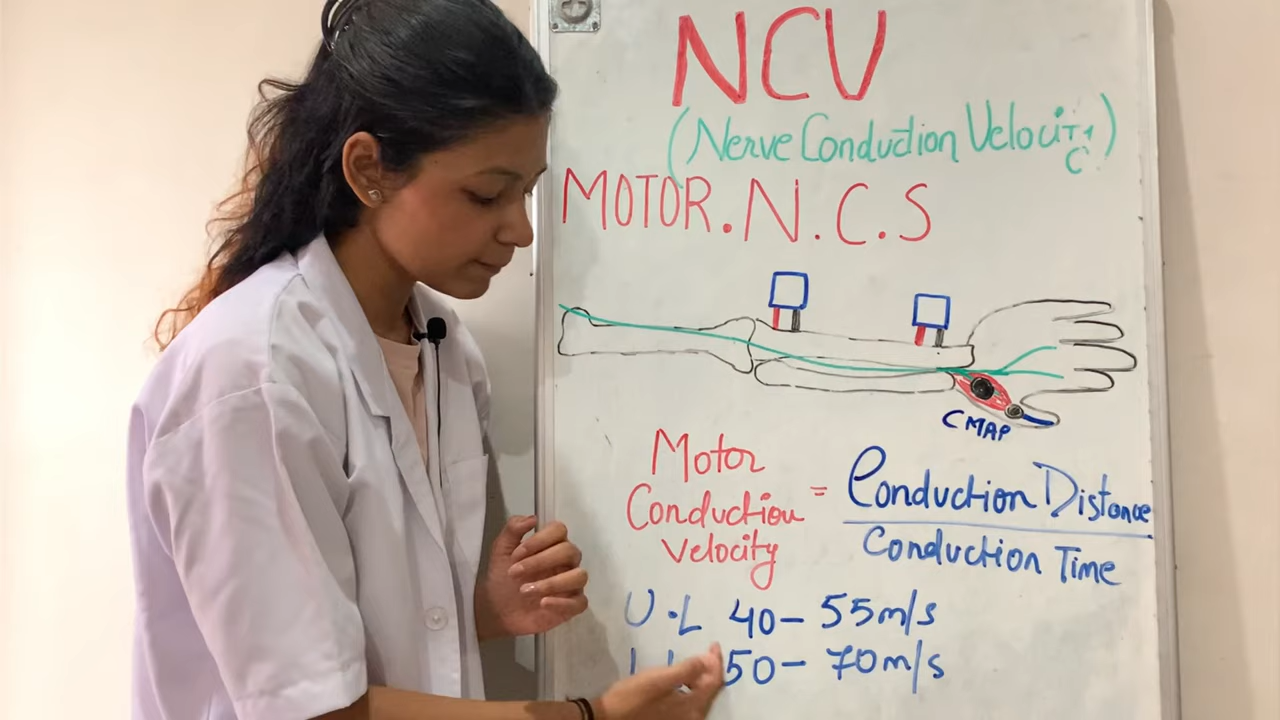 NCV
(Nerve Conduction Velocity)
C
MOTOR.N.C.S
CMAP
Motor Conduction Velocity = Conduction Distance
Conduction Time
U.L 40-55m/s
50-70m/s